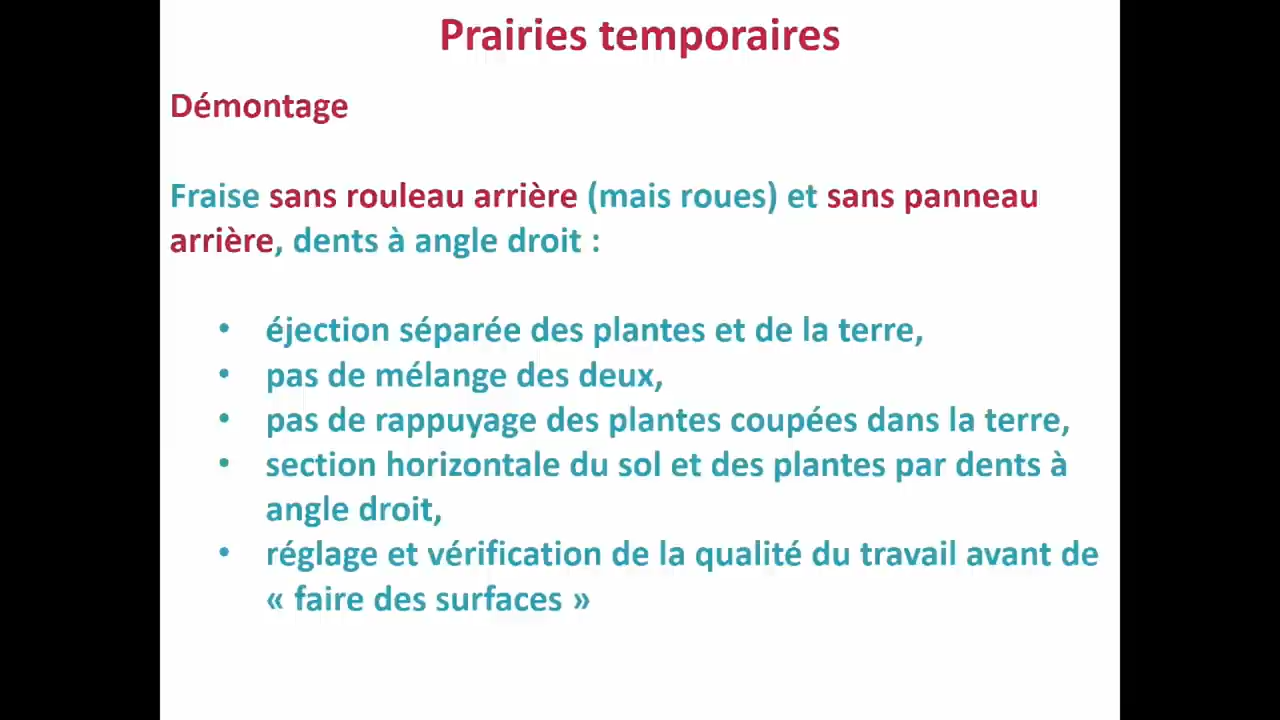 Prairies temporaires
Démontage
Fraise sans rouleau arrière (mais roues) et sans panneau
arrière, dents à angle droit :
• éjection séparée des plantes et de la terre,
• pas de mélange des deux,
• pas de rappuyage des plantes coupées dans la terre,
• section horizontale du sol et des plantes par dents à
angle droit,
• réglage et vérification de la qualité du travail avant de
« faire des surfaces »